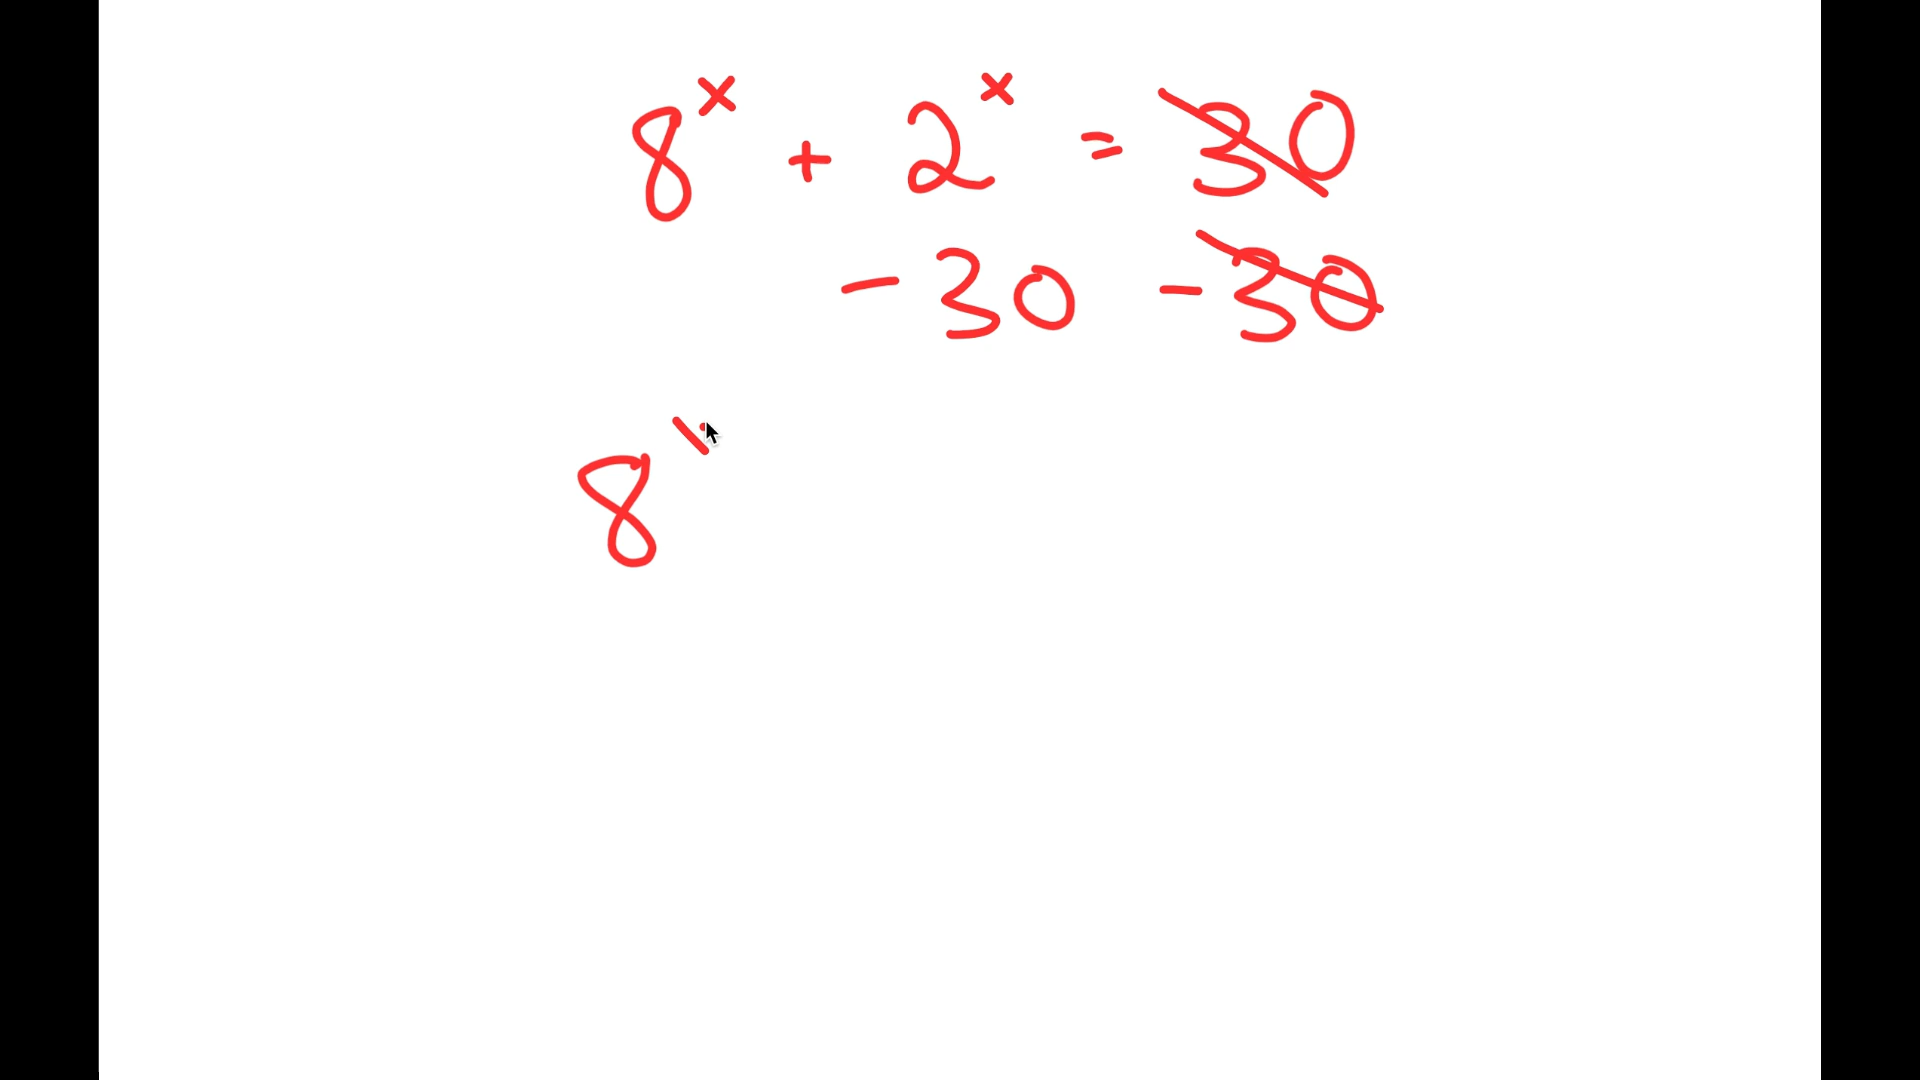 8^x + 2^x = 30
- 30 - 30
8^\